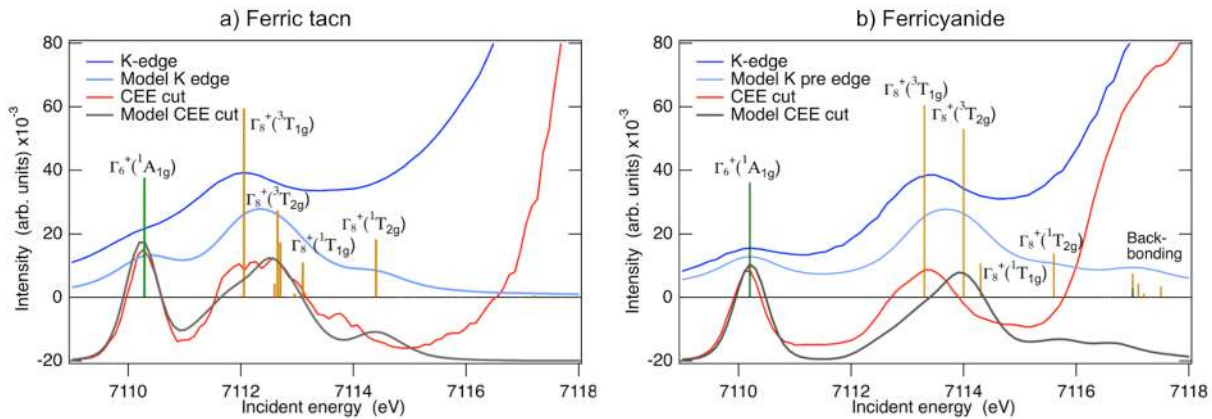 a) Ferric tacn
80
60
40
20
0
-20
Intensity (arb. units) x10⁻³
K-edge
Model K edge
CEE cut
Model CEE cut
Γ₆⁺(¹A₁g)
Γ₈⁺(³T₁g)
Γ₈⁺(³T₂g)
Γ₈⁺(¹T₁g)
Γ₈⁺(¹T₂g)
7110
7112
7114
7116
7118
Incident energy (eV)
b) Ferricyanide
80
60
40
20
0
-20
Intensity (arb. units) x10⁻³
K-edge
Model K pre edge
CEE cut
Model CEE cut
Γ₆⁺(¹A₁g)
Γ₈⁺(³T₁g)
Γ₈⁺(³T₂g)
Γ₈⁺(¹T₂g)
Γ₈⁺(¹T₁g)
Back-
bonding
7110
7112
7114
7116
7118
Incident energy (eV)